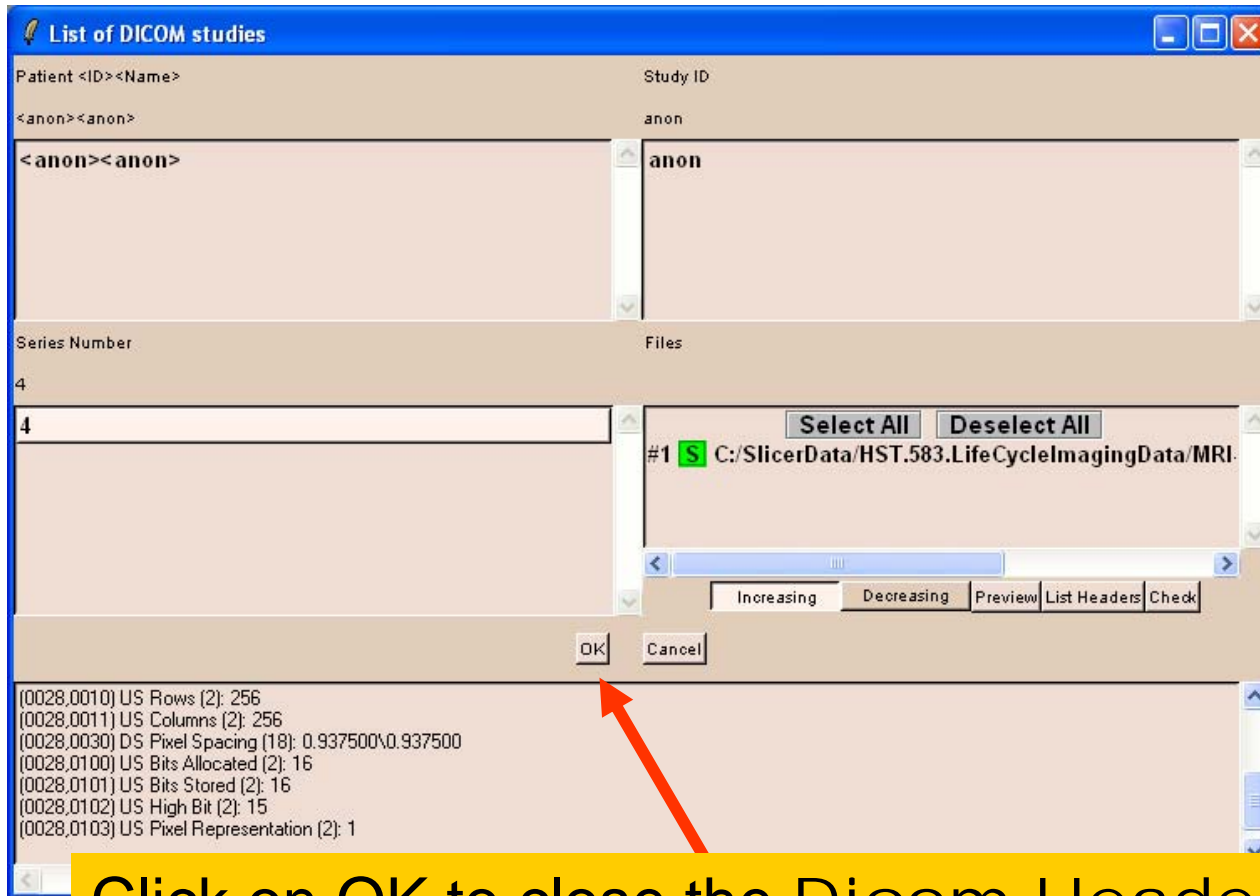 List of DICOM studies
Patient <ID><Name>
Study ID
<anon><anon>
anon
<anon><anon>
anon
Series Number
Files
4
4
Select All Deselect All
#1 S C:/SlicerData/HST.583.LifeCycleImagingData/MRI-
Increasing Decreasing Preview List Headers Check
OK Cancel
(0028,0010) US Rows (2): 256
(0028,0011) US Columns (2): 256
(0028,0030) DS Pixel Spacing (18): 0.937500\0.937500
(0028,0100) US Bits Allocated (2): 16
(0028,0101) US Bits Stored (2): 16
(0028,0102) US High Bit (2): 15
(0028,0103) US Pixel Representation (2): 1
Click on OK to close the Dicom Heade